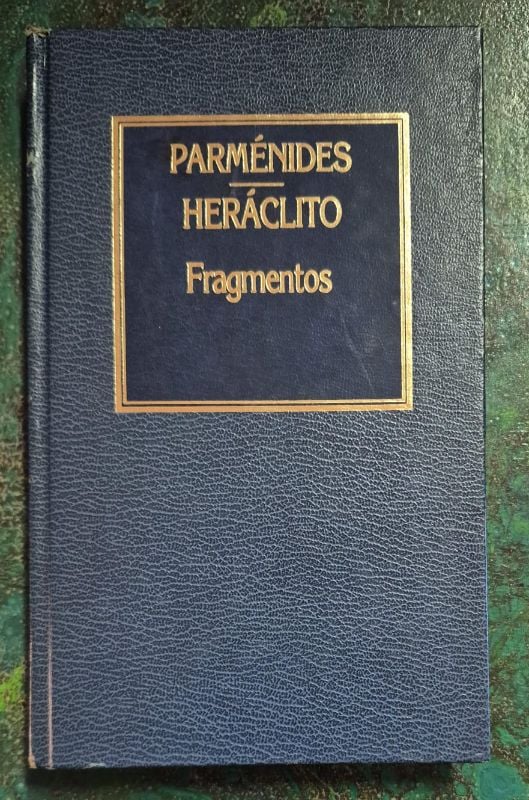 PARMÉNIDES
HERÁCLITO
Fragmentos